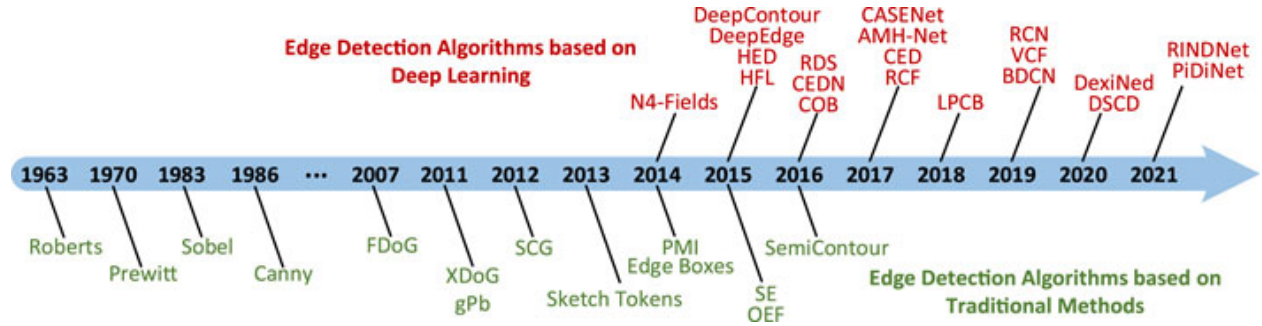 Edge Detection Algorithms based on
Deep Learning
N4-Fields
DeepContour
DeepEdge
HED
HFL
RDS
CEDN
COB
CASENet
AMH-Net
CED
RCF
LPCB
RCN
VCF
BDCN
DexiNed
DSCD
RINDNet
PiDiNet
1963 1970 1983 1986 ... 2007 2011 2012 2013 2014 2015 2016 2017 2018 2019 2020 2021
Roberts
Prewitt
Sobel
Canny
FDoG
XDoG
gPb
SCG
Sketch Tokens
PMI
Edge Boxes
SE
OEF
SemiContour
Edge Detection Algorithms based on
Traditional Methods